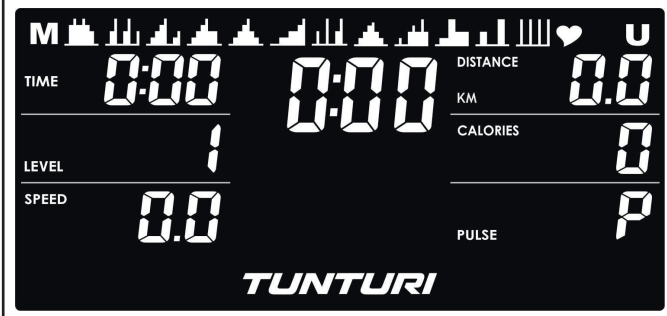 M U
TIME 0:00
0:00
DISTANCE
KM 0.0
LEVEL 1
CALORIES 0
SPEED 0.0
PULSE P
TUNTURI